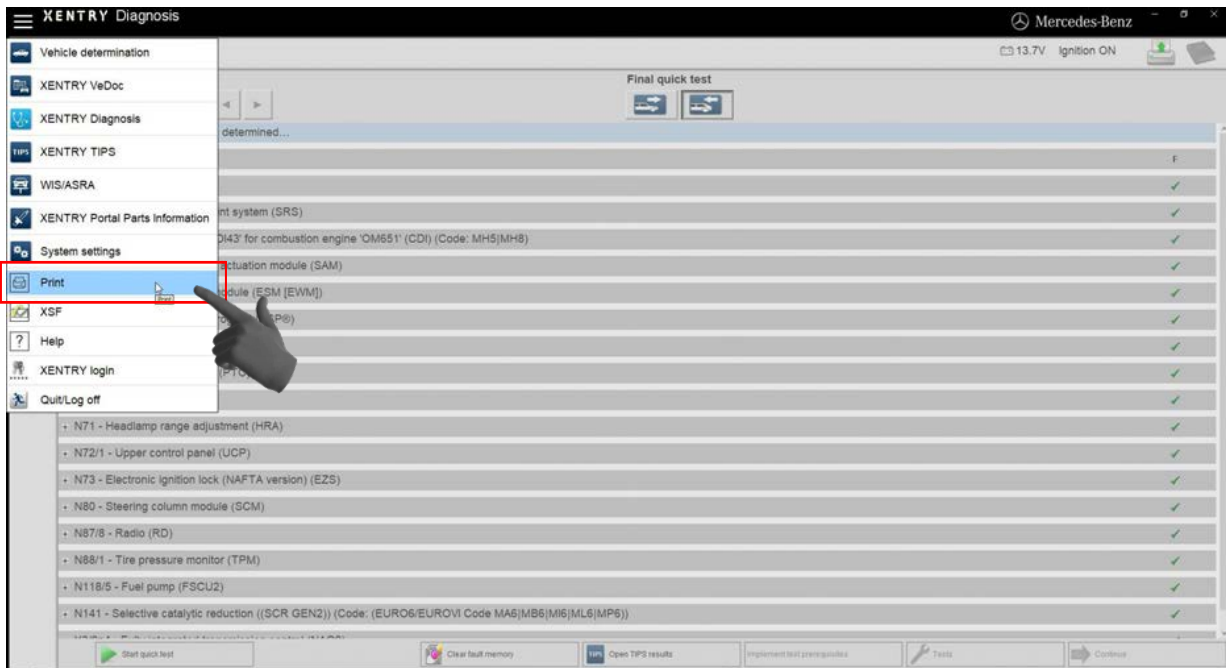 XENTRY Diagnosis
Mercedes-Benz
Vehicle determination
13.7V Ignition ON
XENTRY VeDoc
Final quick test
XENTRY Diagnosis
determined...
TIPS XENTRY TIPS
F
WIS/ASRA
XENTRY Portal Parts Information
nt system (SRS)
DI43' for combustion engine 'OM651' (CDI) (Code: MH5|MH8)
System settings
actuation module (SAM)
Print
Print
odule (ESM [EWM])
XSF
SP®)
? Help
XENTRY login
(PTC)
Quit/Log off
+ N71 - Headlamp range adjustment (HRA)
+ N72/1 - Upper control panel (UCP)
+ N73 - Electronic ignition lock (NAFTA version) (EZS)
+ N80 - Steering column module (SCM)
+ N87/8 - Radio (RD)
+ N88/1 - Tire pressure monitor (TPM)
+ N118/5 - Fuel pump (FSCU2)
+ N141 - Selective catalytic reduction ((SCR GEN2)) (Code: (EURO6/EUROVI Code MA6|MB6|MI6|ML6|MP6))
Start quick test
Clear fault memory
TIPS Open TIPS results
Implement test prerequisites
Tests
Continue